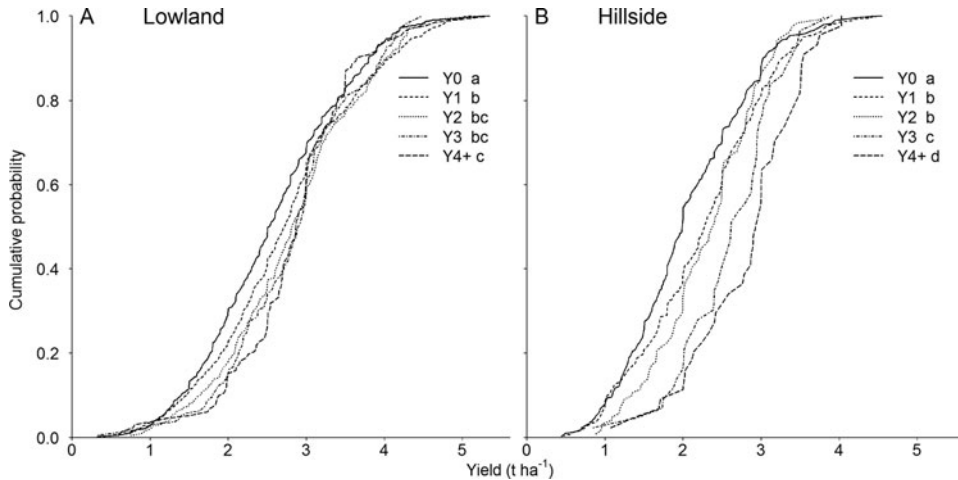 A Lowland
B Hillside
Cumulative probability
1.0
0.8
0.6
0.4
0.2
0.0
Y0 a
Y1 b
Y2 bc
Y3 bc
Y4+ c
Y0 a
Y1 b
Y2 b
Y3 c
Y4+ d
0 1 2 3 4 5
0 1 2 3 4 5
Yield (t ha⁻¹)